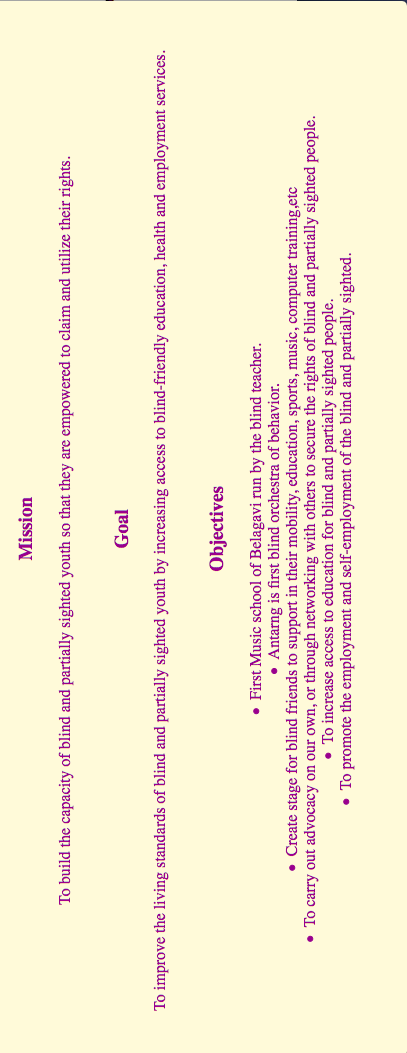 Mission
To build the capacity of blind and partially sighted youth so that they are empowered to claim and utilize their rights.
Goal
To improve the living standards of blind and partially sighted youth by increasing access to blind-friendly education, health and employment services.
Objectives
• First Music school of Belagavi run by the blind teacher.
• Antarng is first blind orchestra of behavior.
• Create stage for blind friends to support in their mobility, education, sports, music, computer training,etc
• To carry out advocacy on our own, or through networking with others to secure the rights of blind and partially sighted people.
• To increase access to education for blind and partially sighted people.
• To promote the employment and self-employment of the blind and partially sighted.